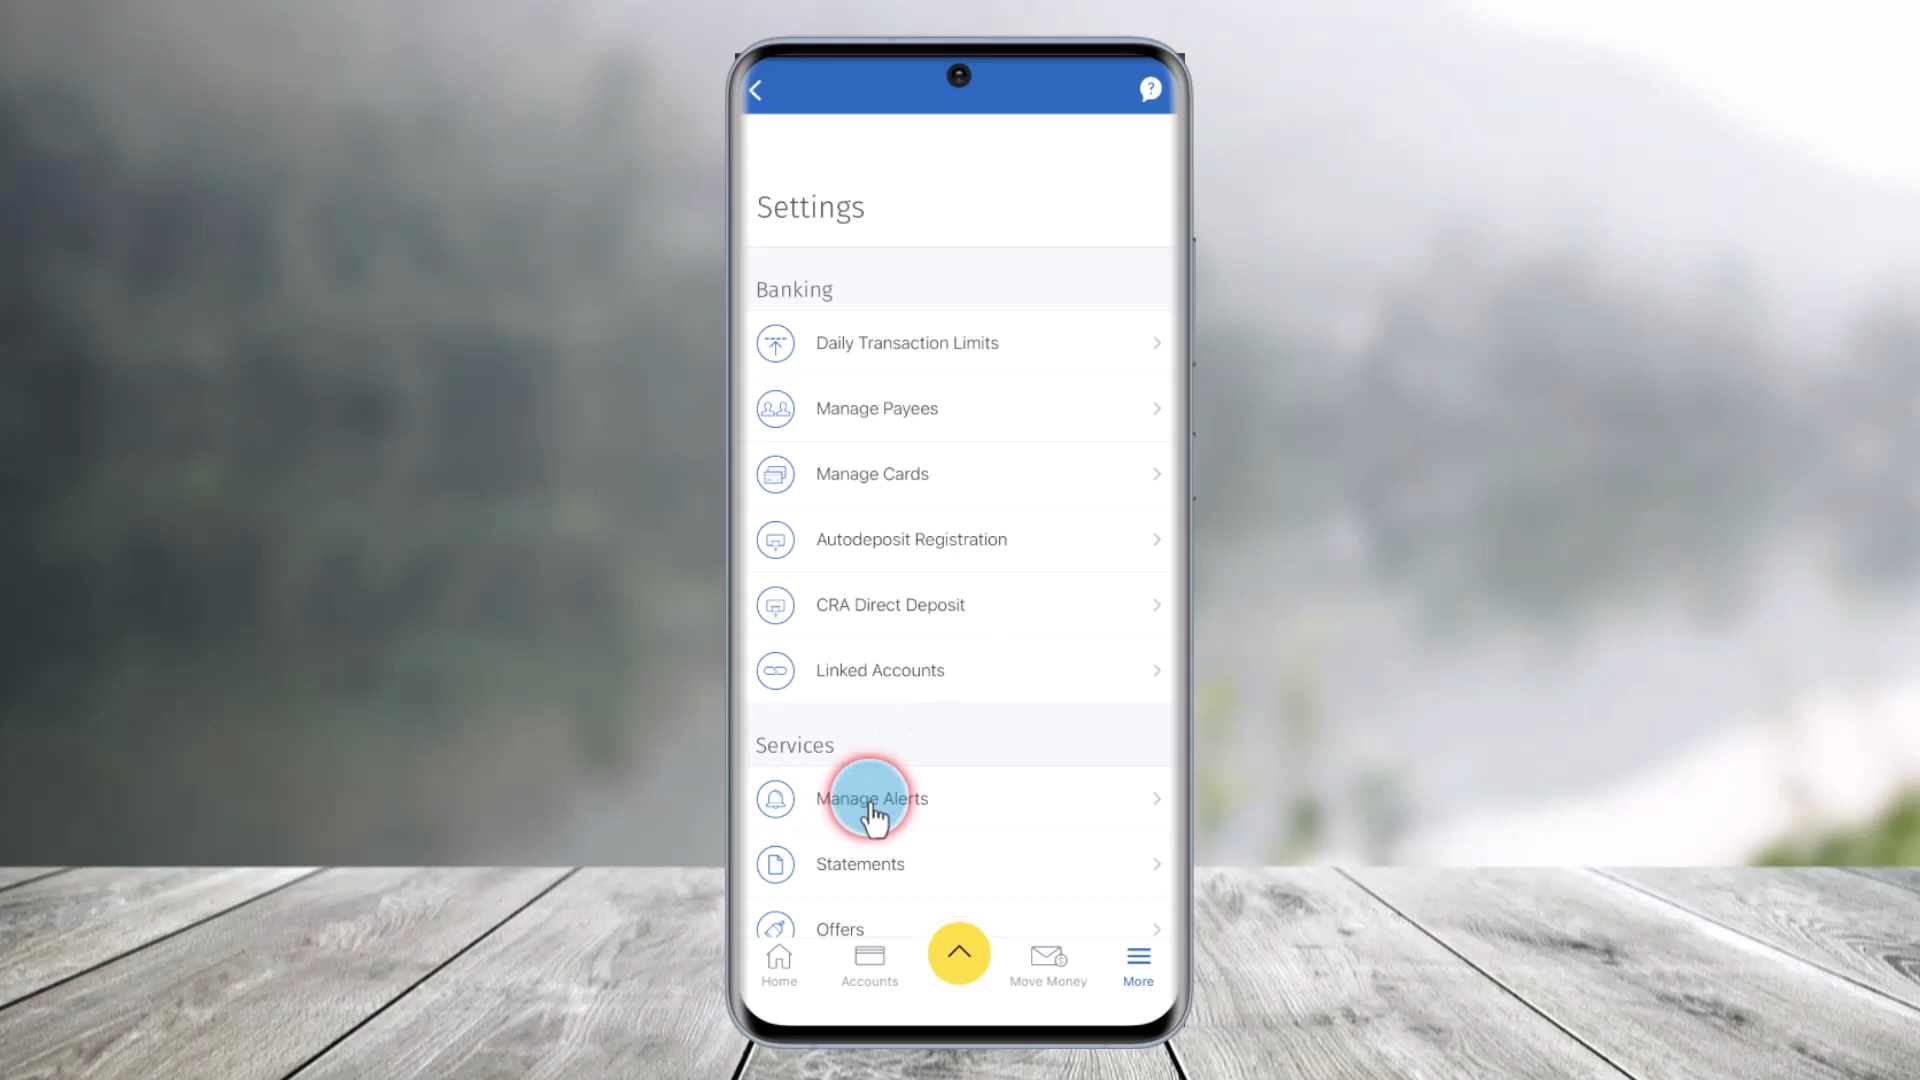 ?
Settings
Banking
Daily Transaction Limits
Manage Payees
Manage Cards
Autodeposit Registration
CRA Direct Deposit
Linked Accounts
Services
Manage Alerts
Statements
Offers
Home
Accounts
Move Money
More